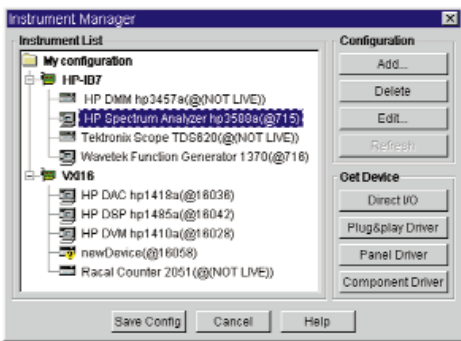 Instrument Manager
Instrument List
My configuration
HP-IB7
HP DMM hp3457a(@(NOT LIVE))
HP Spectrum Analyzer hp3588a(@715)
Tektronix Scope TDS620(@(NOT LIVE))
Wavetek Function Generator 1370(@716)
VXI16
HP DAC hp1418a(@16036)
HP DSP hp1485a(@16042)
HP DVM hp1410a(@16028)
newDevice(@16058)
Racal Counter 2051(@(NOT LIVE))
Configuration
Add...
Delete
Edit...
Refresh
Get Device
Direct I/O
Plug&play Driver
Panel Driver
Component Driver
Save Config
Cancel
Help